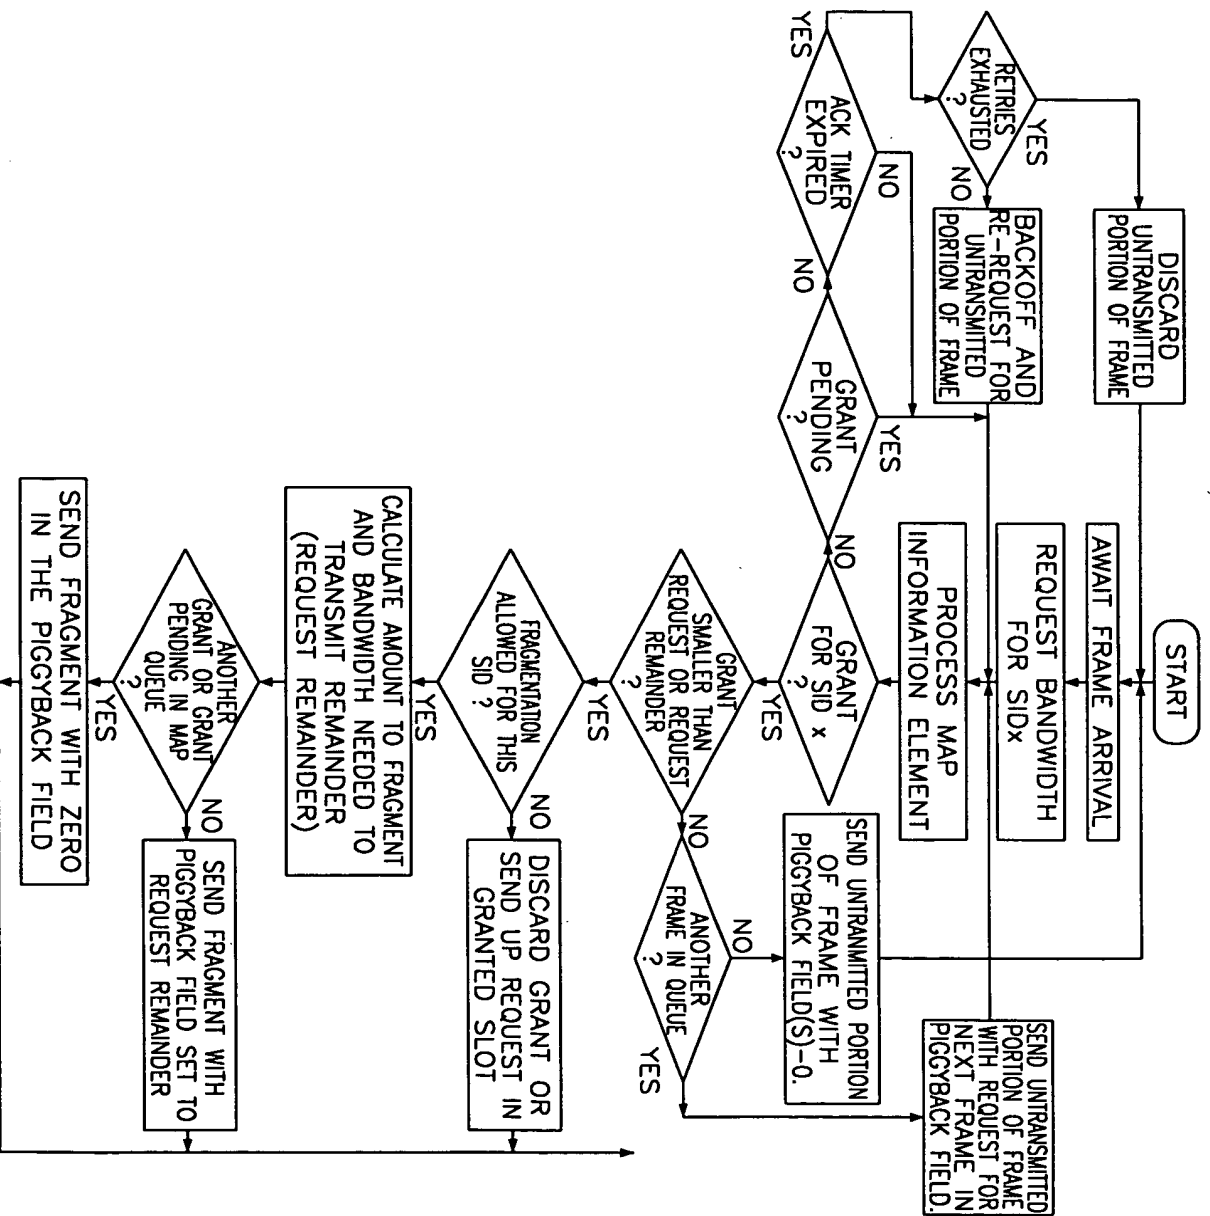 START
AWAIT FRAME ARRIVAL
REQUEST BANDWIDTH
FOR SIDx
PROCESS MAP
INFORMATION ELEMENT
GRANT
FOR SID x
?
NO
YES
GRANT
PENDING
?
YES
NO
ACK TIMER
EXPIRED
?
NO
YES
RETRIES
EXHAUSTED
?
YES
NO
DISCARD
UNTRANSMITTED
PORTION OF FRAME
BACKOFF AND
RE-REQUEST FOR
UNTRANSMITTED
PORTION OF FRAME
GRANT
SMALLER THAN
REQUEST OR REQUEST
REMAINDER
?
NO
YES
ANOTHER
FRAME IN QUEUE
?
NO
YES
SEND UNTRANMITTED PORTION
OF FRAME WITH
PIGGYBACK FIELD(S)-0.
SEND UNTRANSMITTED
PORTION OF FRAME
WITH REQUEST FOR
NEXT FRAME IN
PIGGYBACK FIELD.
FRAGMENTATION
ALLOWED FOR THIS
SID ?
NO
YES
DISCARD GRANT OR
SEND UP REQUEST IN
GRANTED SLOT
CALCULATE AMOUNT TO FRAGMENT
AND BANDWIDTH NEEDED TO
TRANSMIT REMAINDER
(REQUEST REMAINDER)
ANOTHER
GRANT OR GRANT
PENDING IN MAP
QUEUE
?
NO
YES
SEND FRAGMENT WITH
PIGGYBACK FIELD SET TO
REQUEST REMAINDER
SEND FRAGMENT WITH ZERO
IN THE PIGGYBACK FIELD